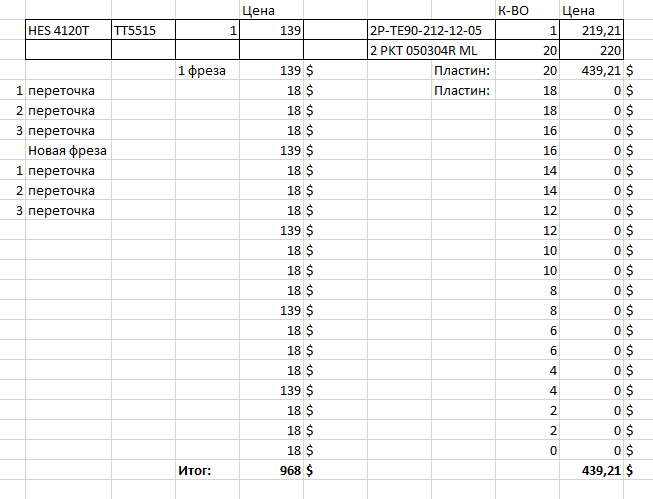 Цена К-ВО Цена
HES 4120T TT5515 1 139 2P-TE90-212-12-05 1 219,21
2 PKT 050304R ML 20 220
1 фреза 139 $ Пластин: 20 439,21 $
1 переточка 18 $ Пластин: 18 0 $
2 переточка 18 $ 18 0 $
3 переточка 18 $ 16 0 $
Новая фреза 139 $ 16 0 $
1 переточка 18 $ 14 0 $
2 переточка 18 $ 14 0 $
3 переточка 18 $ 12 0 $
139 $ 12 0 $
18 $ 10 0 $
18 $ 10 0 $
18 $ 8 0 $
139 $ 8 0 $
18 $ 6 0 $
18 $ 6 0 $
18 $ 4 0 $
139 $ 4 0 $
18 $ 2 0 $
18 $ 2 0 $
18 $ 0 0 $
Итог: 968 $ 439,21 $